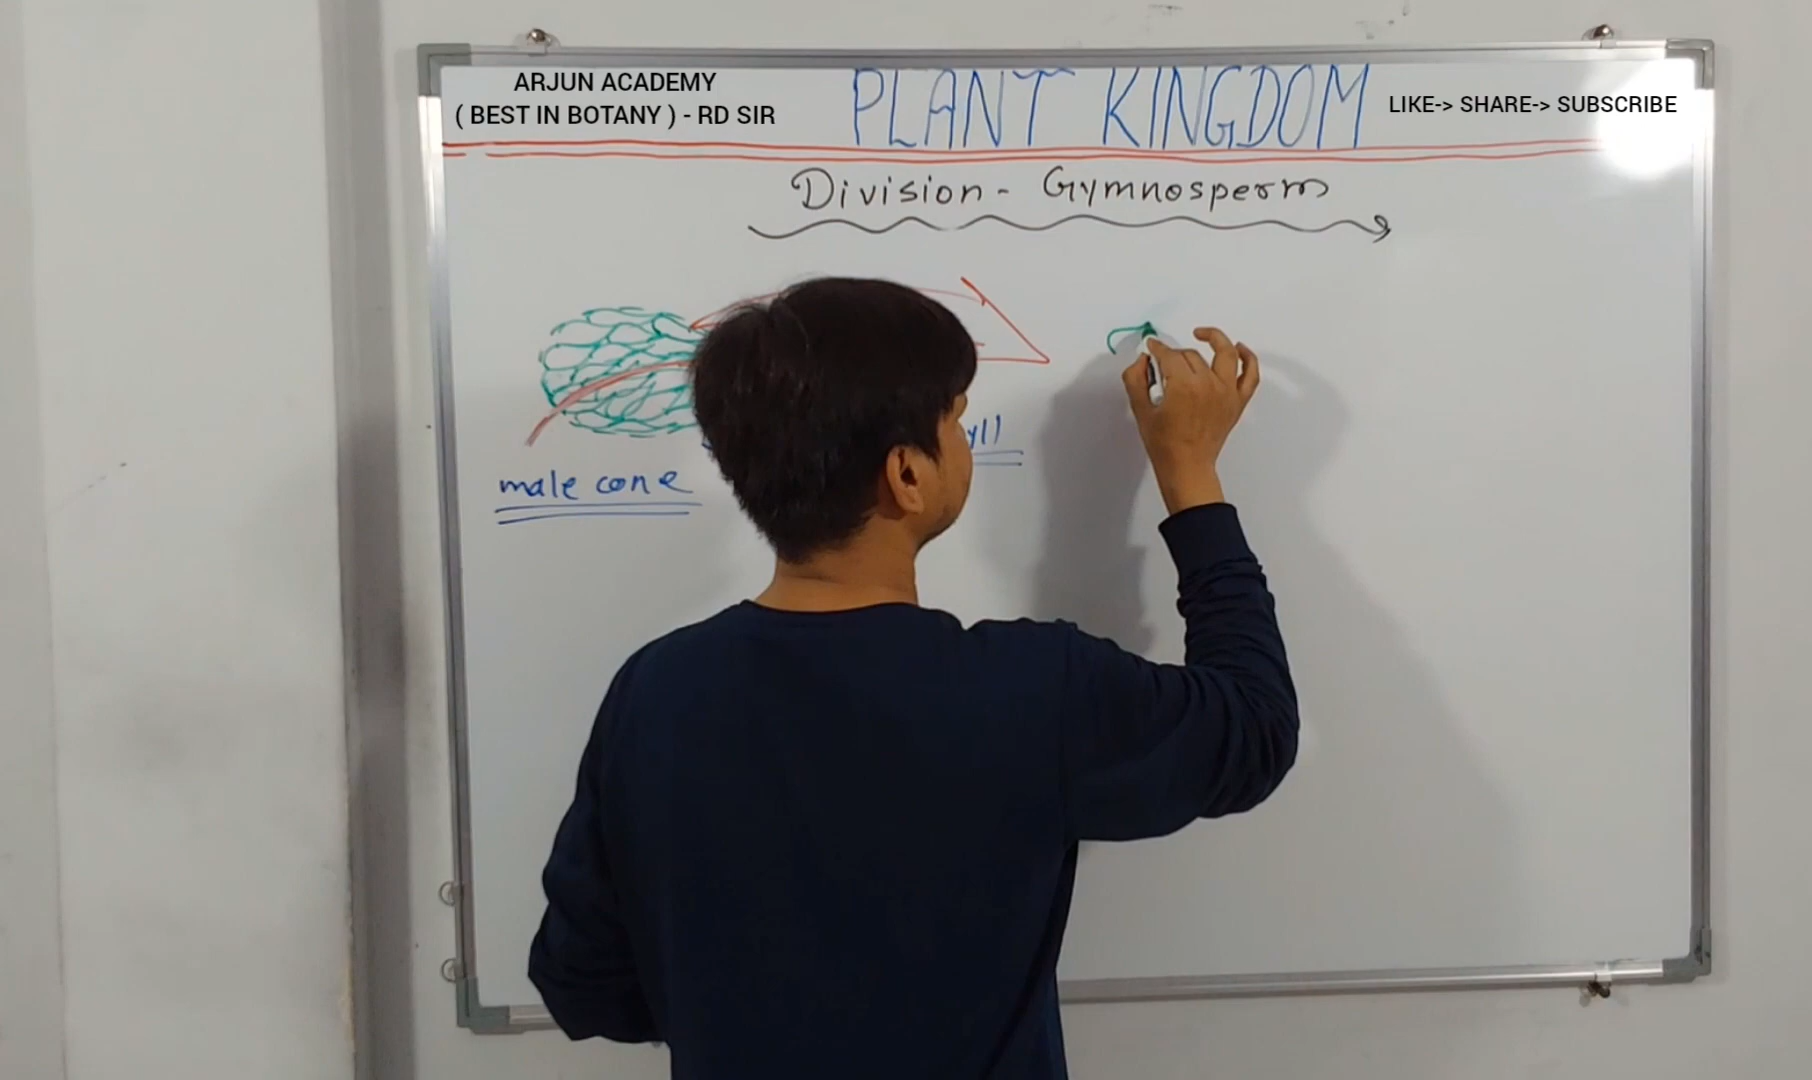 ARJUN ACADEMY
( BEST IN BOTANY ) - RD SIR
PLANT KINGDOM
LIKE-> SHARE-> SUBSCRIBE
Division - Gymnosperm
male cone